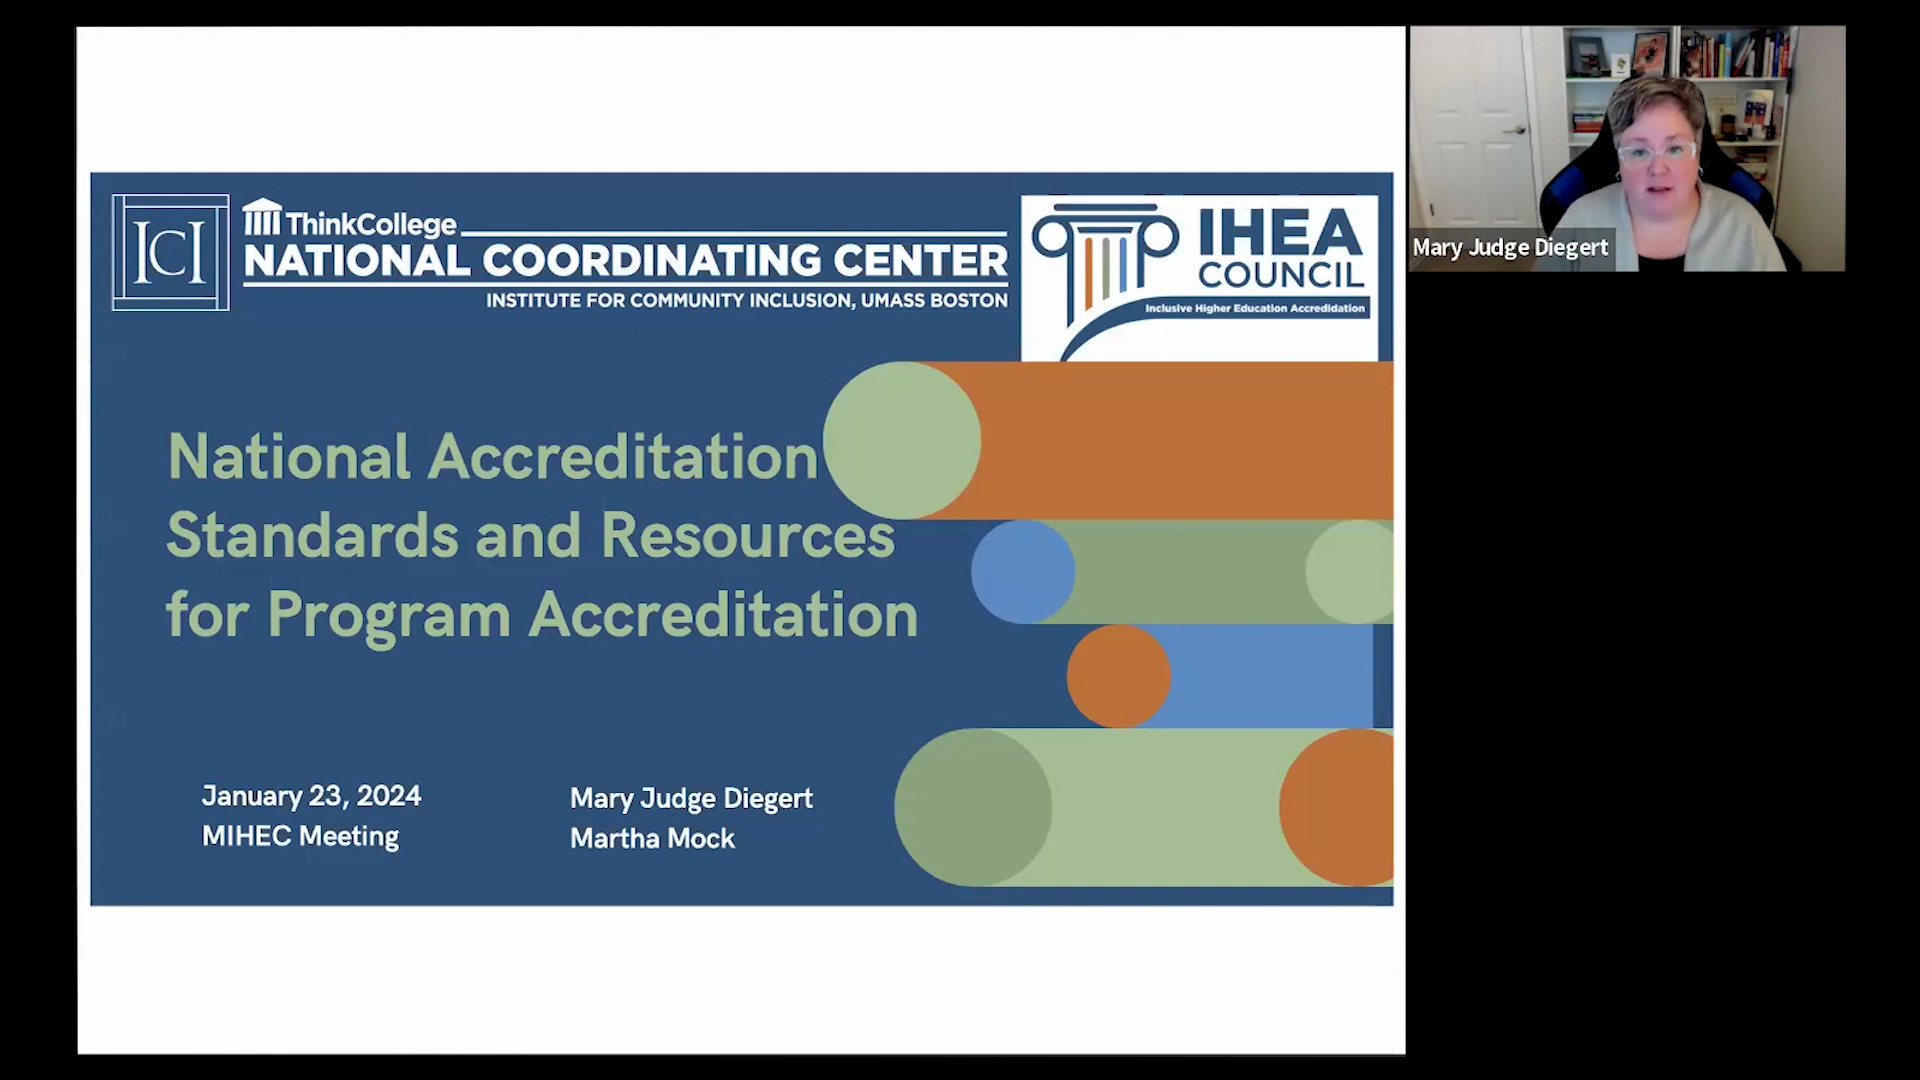 ICI
ThinkCollege
NATIONAL COORDINATING CENTER
INSTITUTE FOR COMMUNITY INCLUSION, UMASS BOSTON
IHEA
COUNCIL
Inclusive Higher Education Accredidation
National Accreditation
Standards and Resources
for Program Accreditation
January 23, 2024
MIHEC Meeting
Mary Judge Diegert
Martha Mock
Mary Judge Diegert